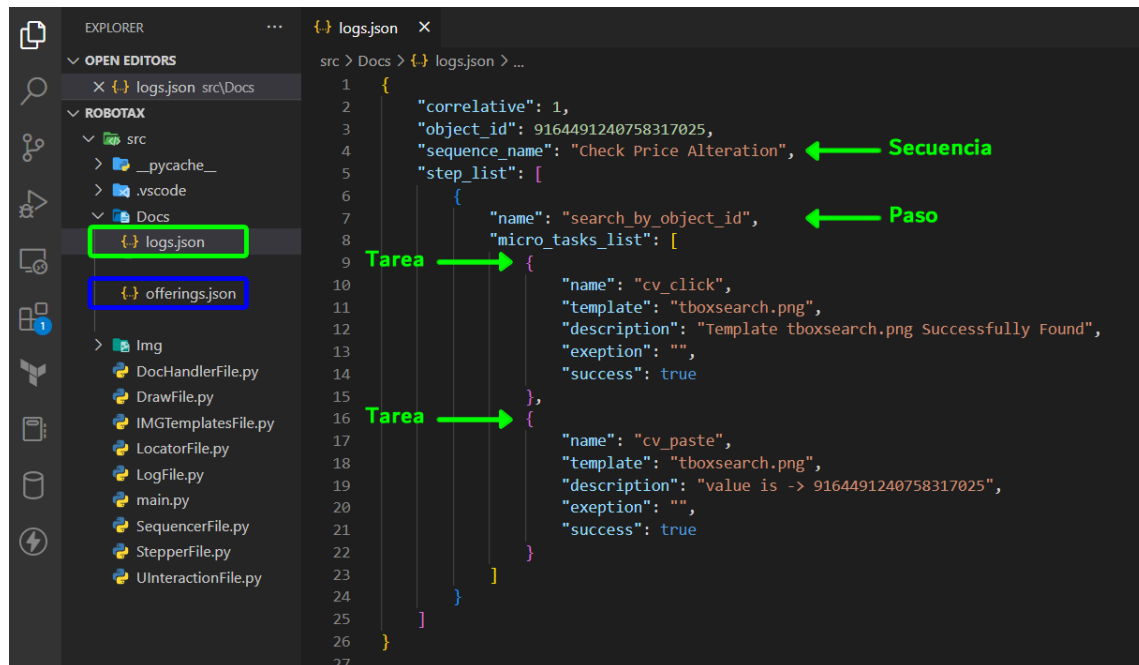 EXPLORER ...
OPEN EDITORS
logs.json src\Docs
ROBOTAX
src
__pycache__
.vscode
Docs
logs.json
offerings.json
Img
DocHandlerFile.py
DrawFile.py
IMGTemplatesFile.py
LocatorFile.py
LogFile.py
main.py
SequencerFile.py
StepperFile.py
UInteractionFile.py
1
{..} logs.json X
src > Docs > {..} logs.json > ...
1 {
2 "correlative": 1,
3 "object_id": 9164491240758317025,
4 "sequence_name": "Check Price Alteration", Secuencia
5 "step_list": [
6 {
7 "name": "search_by_object_id", Paso
8 "micro_tasks_list": [
9 Tarea {
10 "name": "cv_click",
11 "template": "tboxsearch.png",
12 "description": "Template tboxsearch.png Successfully Found",
13 "exeption": "",
14 "success": true
15 },
16 Tarea {
17 "name": "cv_paste",
18 "template": "tboxsearch.png",
19 "description": "value is -> 9164491240758317025",
20 "exeption": "",
21 "success": true
22 }
23 ]
24 }
25 ]
26 }
27